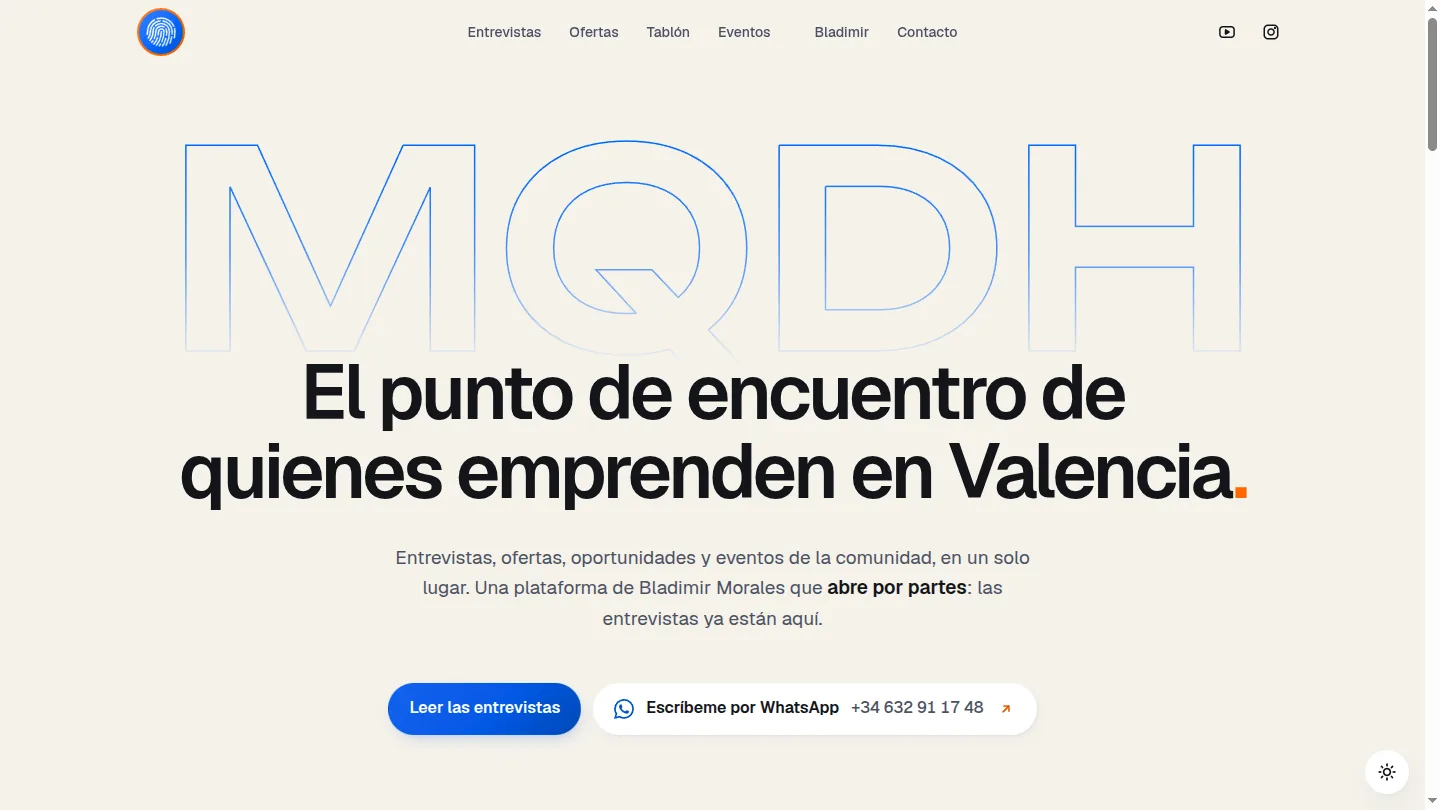 Entrevistas Ofertas Tablón Eventos Bladimir Contacto
MQDH
El punto de encuentro de
quienes emprenden en Valencia.
Entrevistas, ofertas, oportunidades y eventos de la comunidad, en un solo
lugar. Una plataforma de Bladimir Morales que abre por partes: las
entrevistas ya están aquí.
Leer las entrevistas
Escríbeme por WhatsApp +34 632 91 17 48